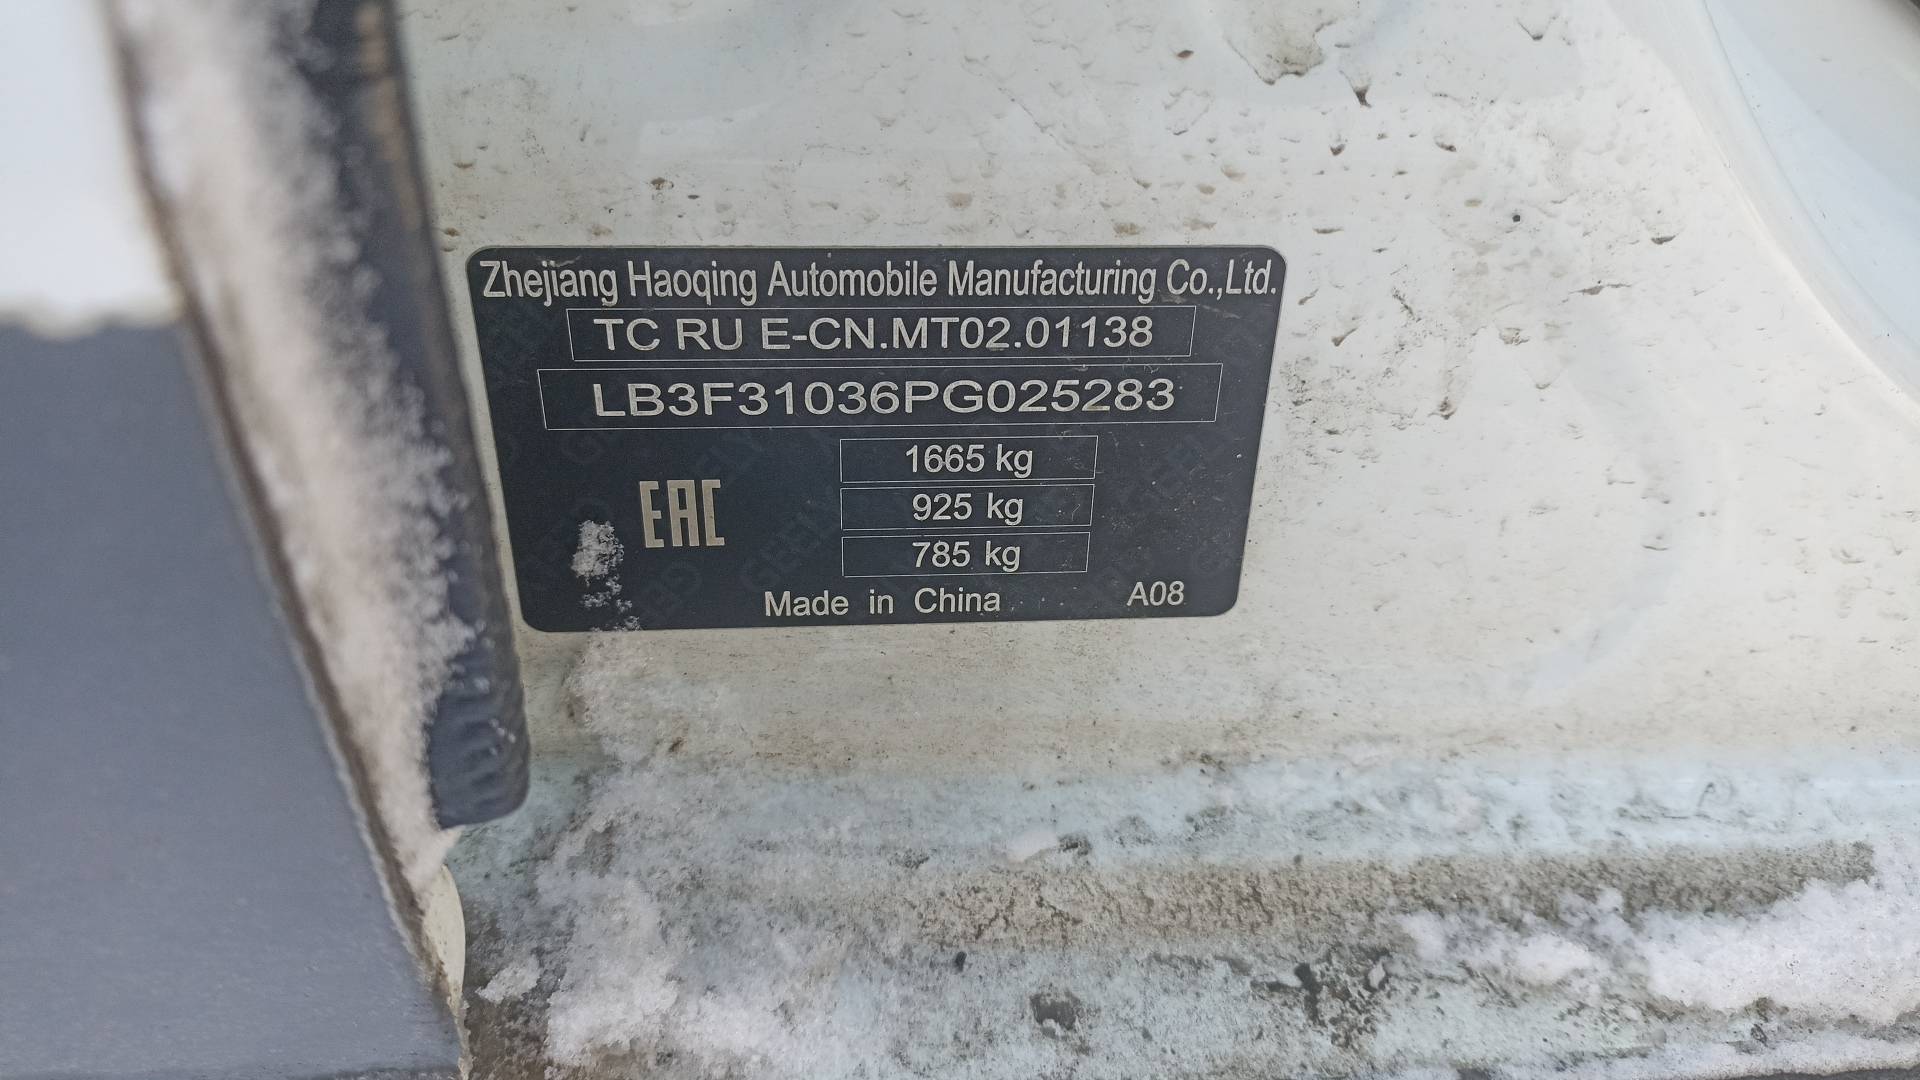 Zhejiang Haoqing Automobile Manufacturing Co.,Ltd.
TC RU E-CN.MT02.01138
LB3F31036PG025283
1665 kg
925 kg
EAC
785 kg
Made in China
A08